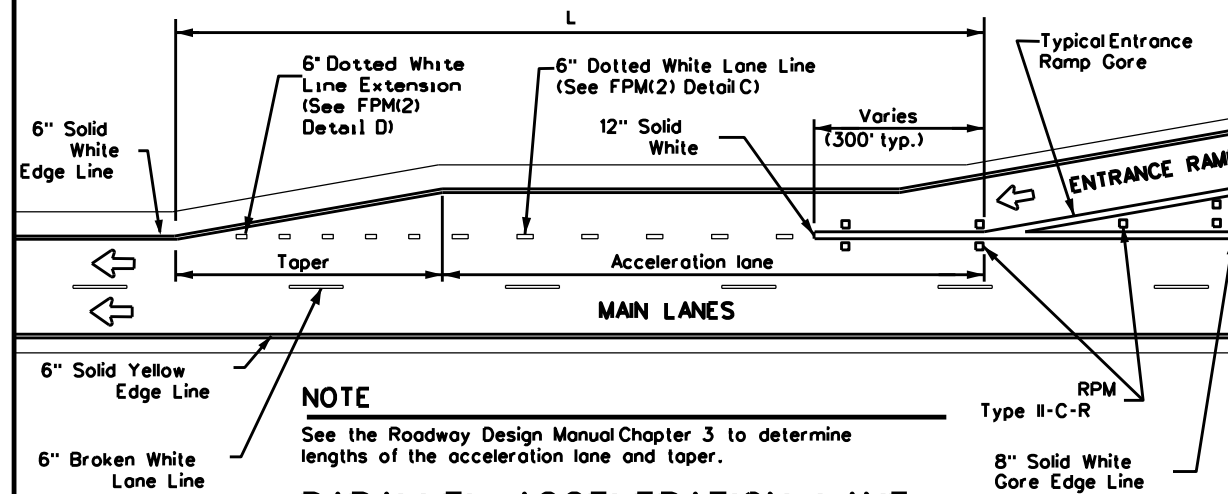 L
6" Dotted White
Line Extension
(See FPM(2)
Detail D)
6" Dotted White Lane Line
(See FPM(2) Detail C)
Typical Entrance
Ramp Gore
6" Solid
White
Edge Line
12" Solid
White
Varies
(300' typ.)
ENTRANCE RAM
Taper
Acceleration lane
MAIN LANES
6" Solid Yellow
Edge Line
6" Broken White
Lane Line
NOTE
See the Roadway Design Manual Chapter 3 to determine
lengths of the acceleration lane and taper.
RPM
Type II-C-R
8" Solid White
Gore Edge Line